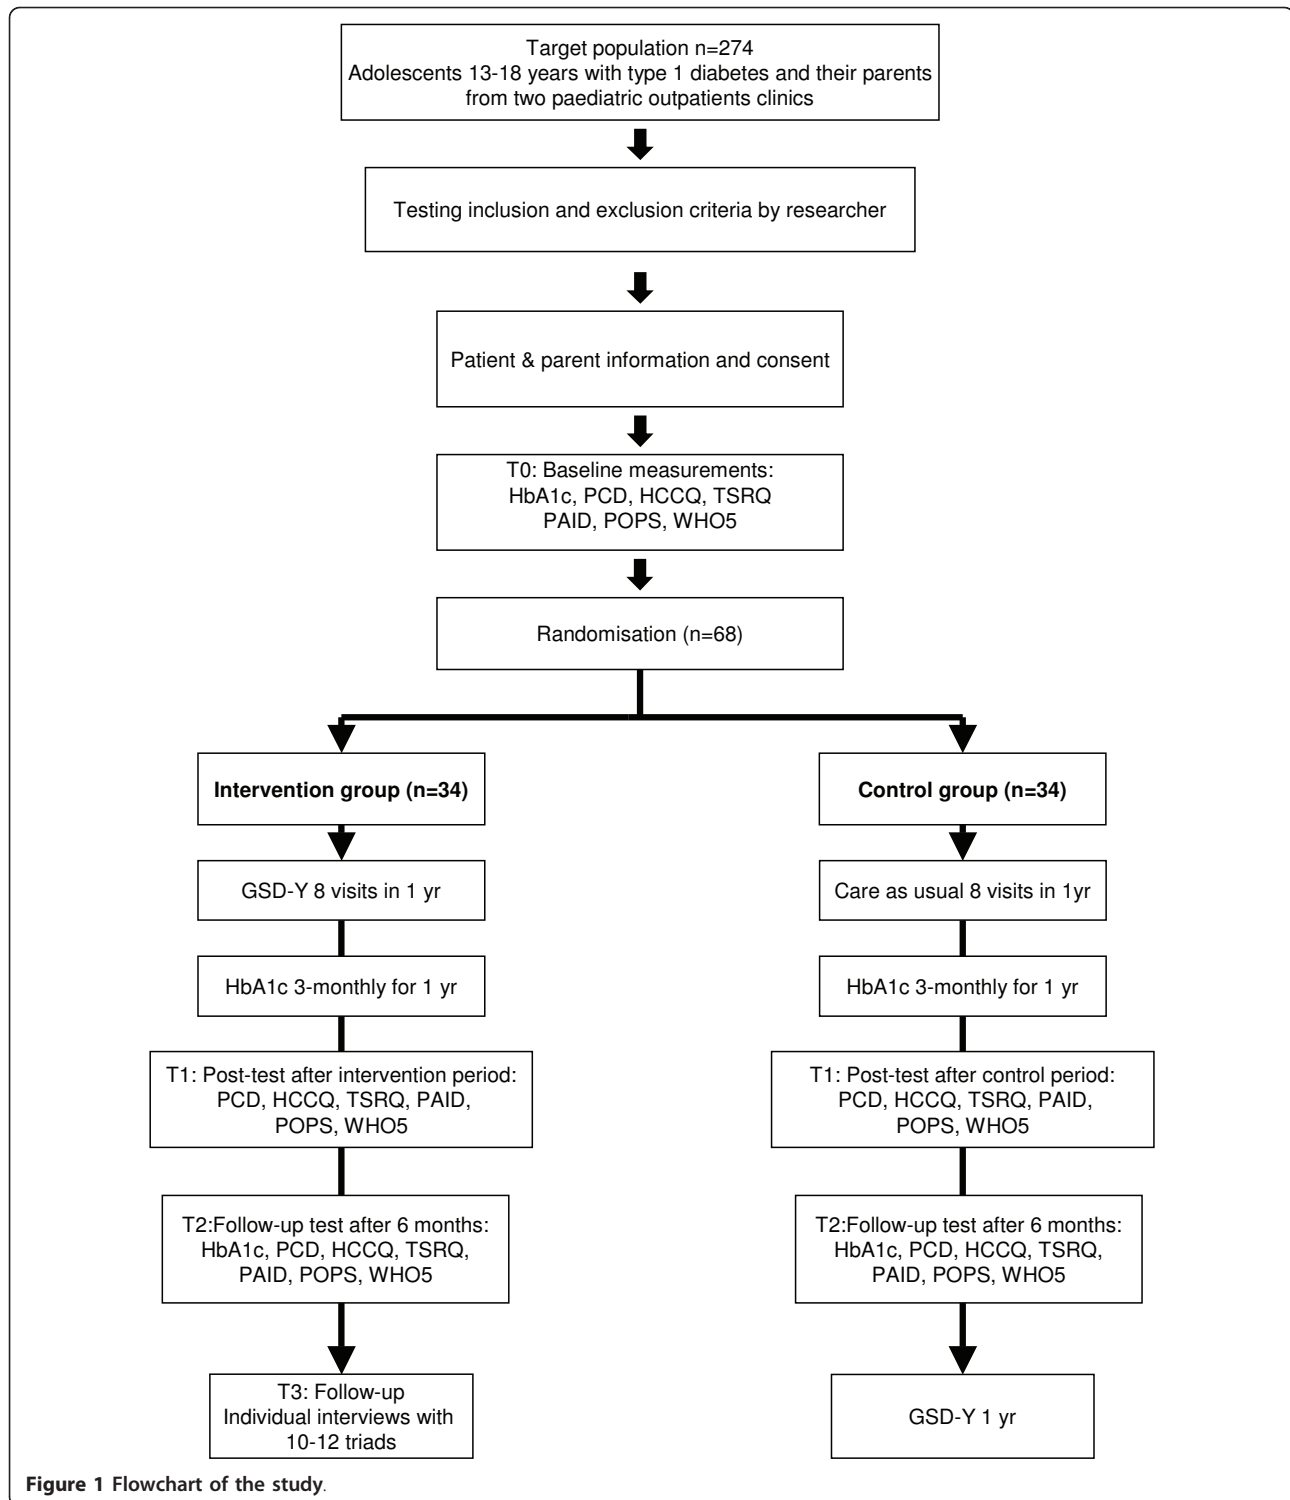 Target population n=274
Adolescents 13-18 years with type 1 diabetes and their parents
from two paediatric outpatients clinics
Testing inclusion and exclusion criteria by researcher
Patient & parent information and consent
T0: Baseline measurements:
HbA1c, PCD, HCCQ, TSRQ
PAID, POPS, WHO5
Randomisation (n=68)
Intervention group (n=34)
GSD-Y 8 visits in 1 yr
HbA1c 3-monthly for 1 yr
T1: Post-test after intervention period:
PCD, HCCQ, TSRQ, PAID,
POPS, WHO5
T2:Follow-up test after 6 months:
HbA1c, PCD, HCCQ, TSRQ,
PAID, POPS, WHO5
T3: Follow-up
Individual interviews with
10-12 triads
Control group (n=34)
Care as usual 8 visits in 1yr
HbA1c 3-monthly for 1 yr
T1: Post-test after control period:
PCD, HCCQ, TSRQ, PAID,
POPS, WHO5
T2:Follow-up test after 6 months:
HbA1c, PCD, HCCQ, TSRQ,
PAID, POPS, WHO5
GSD-Y 1 yr
Figure 1 Flowchart of the study.